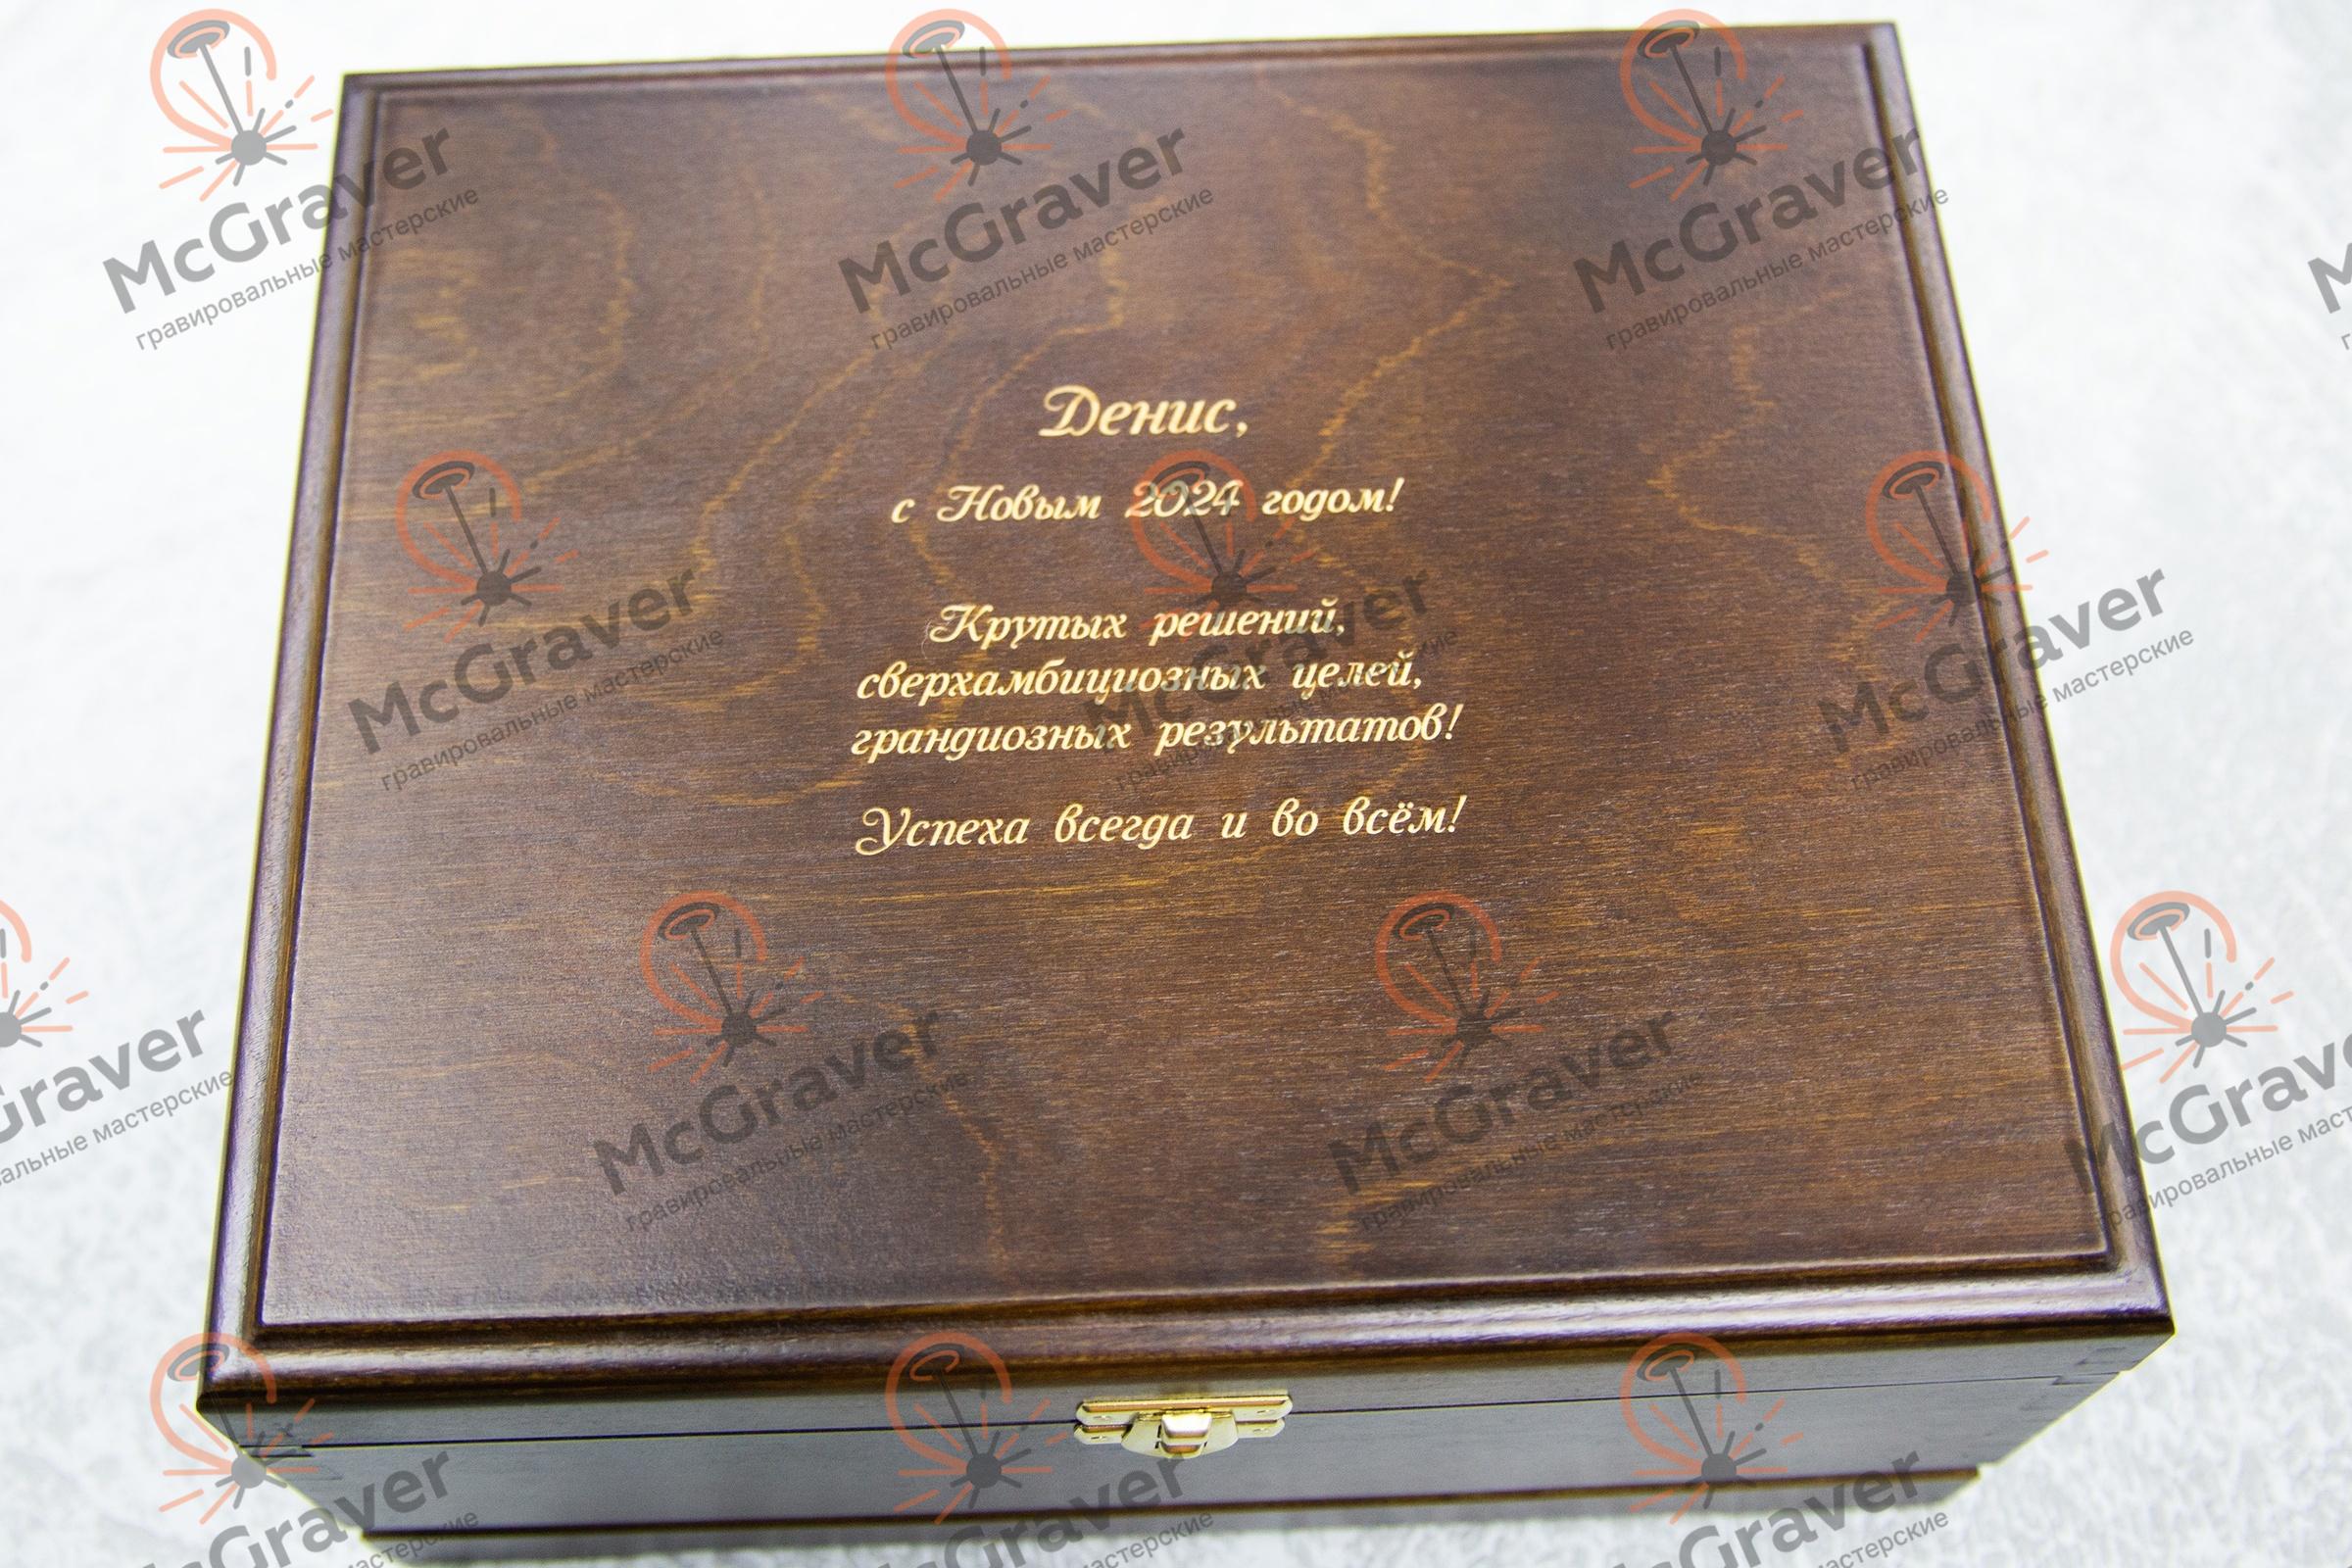 Денис,
с Новым 2024 годом!
Крутых решений,
сверхамбициозных целей,
грандиозных результатов!
Успеха всегда и во всём!
McGraver
гравировальные мастерские